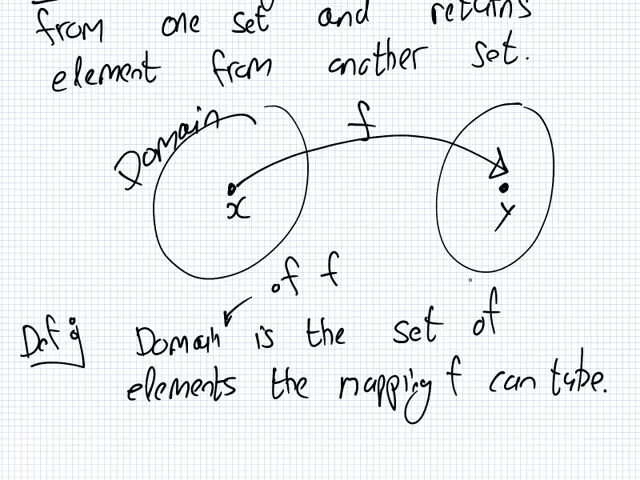 from one set and returns
element from another set.
Domain
f
x
y
of f
Def: Domain is the set of
elements the mapping f can take.